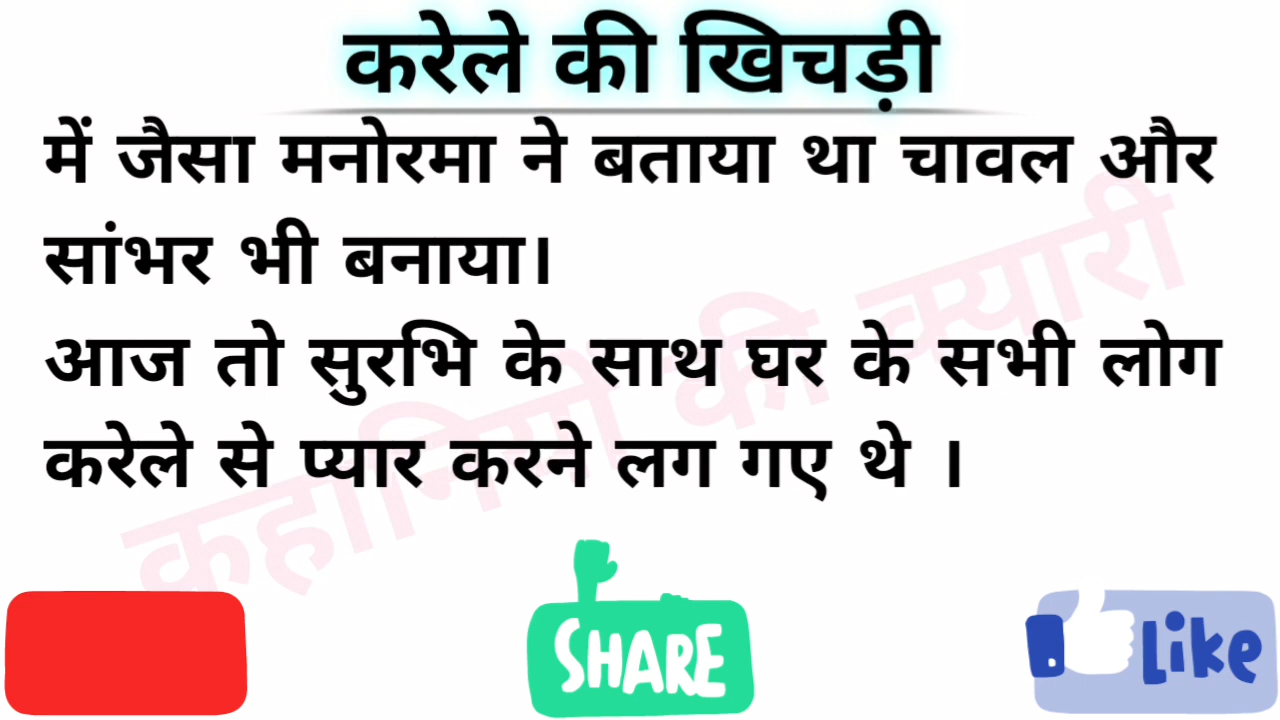 करेले की खिचड़ी
में जैसा मनोरमा ने बताया था चावल और
सांभर भी बनाया।
आज तो सुरभि के साथ घर के सभी लोग
करेले से प्यार करने लग गए थे ।
कहानियों की क्यारी
SHARE
Like